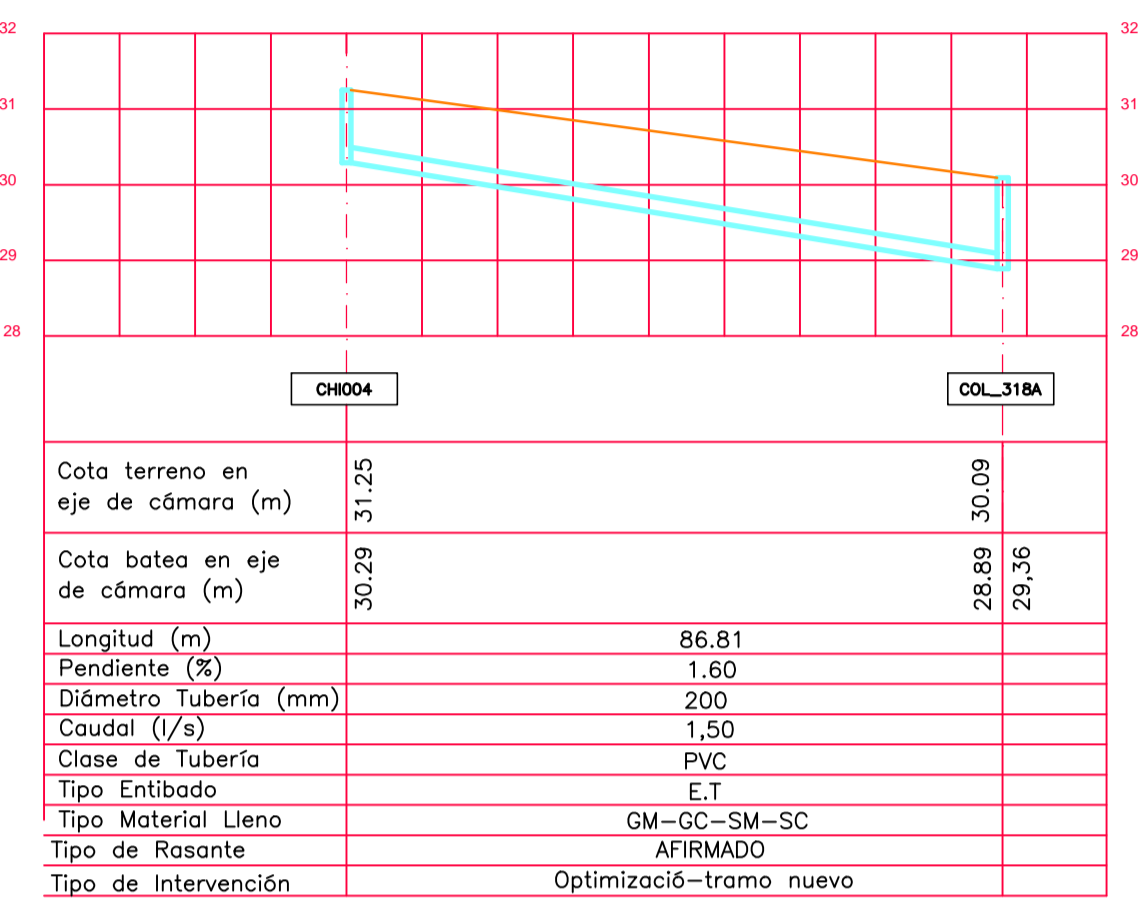 32 32
31 31
30 30
29 29
28 28
CHI004 COL_318A
Cota terreno en
eje de cámara (m) 31.25 30.09
Cota batea en eje
de cámara (m) 30.29 28.89 29,36
Longitud (m) 86.81
Pendiente (%) 1.60
Diámetro Tubería (mm) 200
Caudal (l/s) 1,50
Clase de Tubería PVC
Tipo Entibado E.T
Tipo Material Lleno GM-GC-SM-SC
Tipo de Rasante AFIRMADO
Tipo de Intervención Optimizació-tramo nuevo